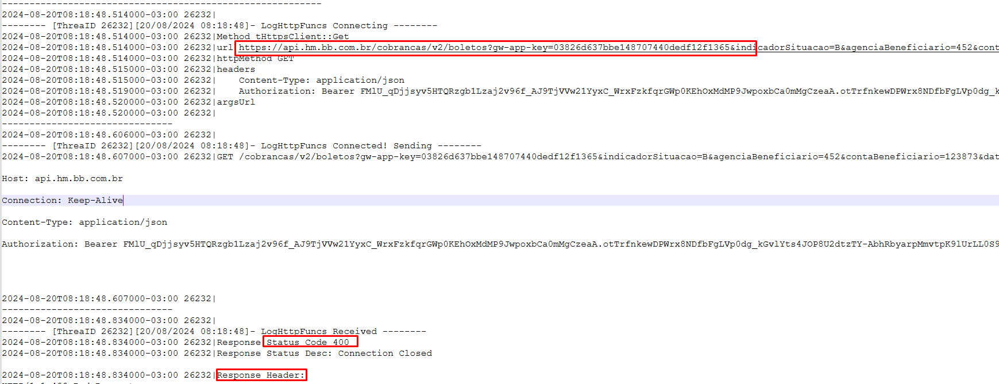 ----------------------------------------------------------
2024-08-20T08:18:48.514000-03:00 26232|
-------- [ThreaID 26232][20/08/2024 08:18:48]- LogHttpFuncs Connecting --------
2024-08-20T08:18:48.514000-03:00 26232|Method tHttpsClient::Get
2024-08-20T08:18:48.514000-03:00 26232|url https://api.hm.bb.com.br/cobrancas/v2/boletos?gw-app-key=03826d637bbe148707440dedf12f1365&indicadorSituacao=B&agenciaBeneficiario=452&cont
2024-08-20T08:18:48.514000-03:00 26232|httpMethod GET
2024-08-20T08:18:48.515000-03:00 26232|headers
2024-08-20T08:18:48.515000-03:00 26232|    Content-Type: application/json
2024-08-20T08:18:48.519000-03:00 26232|    Authorization: Bearer FMlU_qDjjsyv5HTQRzgb1Lzaj2v96f_AJ9TjVVw21YyxC_WrxFzkfqrGWp0KEhOxMdMP9JwpoxbCa0mMgCzeaA.otTrfnkewDPWrx8NDfbFgLVp0dg_k
2024-08-20T08:18:48.520000-03:00 26232|argsUrl
2024-08-20T08:18:48.520000-03:00 26232|
-------------------------------
2024-08-20T08:18:48.606000-03:00 26232|
-------- [ThreaID 26232][20/08/2024 08:18:48]- LogHttpFuncs Connected! Sending --------
2024-08-20T08:18:48.607000-03:00 26232|GET /cobrancas/v2/boletos?gw-app-key=03826d637bbe148707440dedf12f1365&indicadorSituacao=B&agenciaBeneficiario=452&contaBeneficiario=123873&dat
Host: api.hm.bb.com.br
Connection: Keep-Alive
Content-Type: application/json
Authorization: Bearer FMlU_qDjjsyv5HTQRzgb1Lzaj2v96f_AJ9TjVVw21YyxC_WrxFzkfqrGWp0KEhOxMdMP9JwpoxbCa0mMgCzeaA.otTrfnkewDPWrx8NDfbFgLVp0dg_kGvlYts4JOP8U2dtzTY-AbhRbyarpMmvtpK9lUrLL0S9
2024-08-20T08:18:48.607000-03:00 26232|
-------------------------------
2024-08-20T08:18:48.834000-03:00 26232|
-------- [ThreaID 26232][20/08/2024 08:18:48]- LogHttpFuncs Received --------
2024-08-20T08:18:48.834000-03:00 26232|Response Status Code 400
2024-08-20T08:18:48.834000-03:00 26232|Response Status Desc: Connection Closed
2024-08-20T08:18:48.834000-03:00 26232|Response Header: